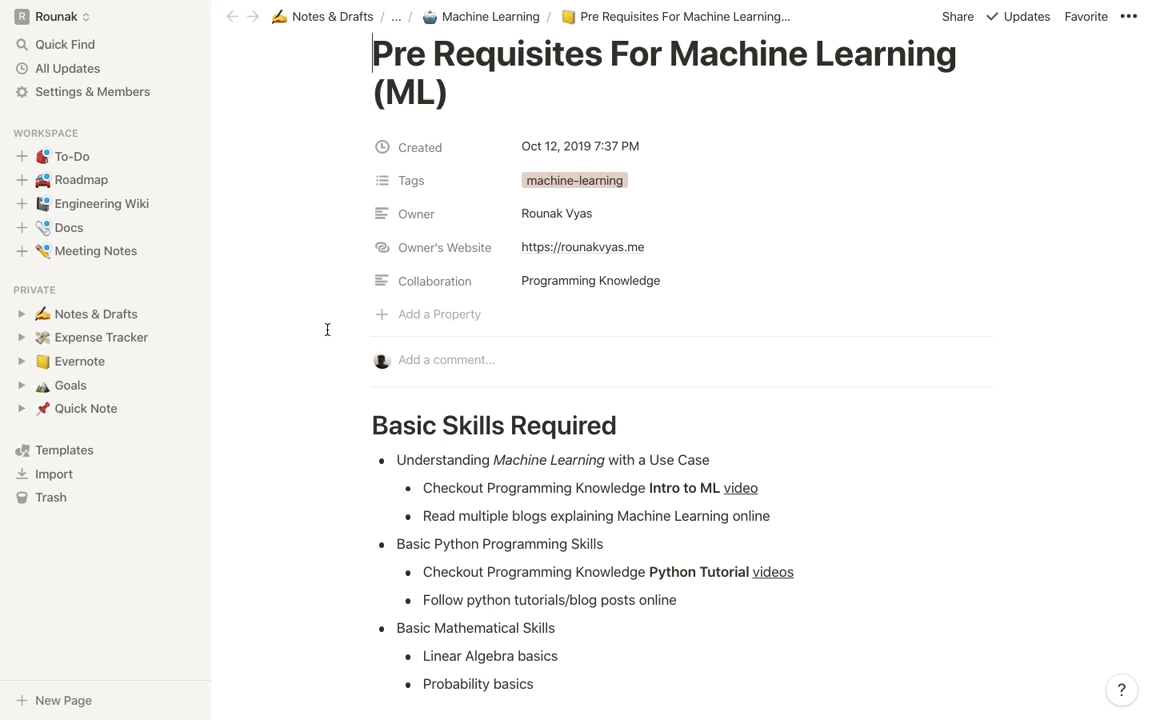 R Rounak
Notes & Drafts / ... / Machine Learning / Pre Requisites For Machine Learning...
Share Updates Favorite •••
Quick Find
All Updates
Settings & Members
WORKSPACE
To-Do
Roadmap
Engineering Wiki
Docs
Meeting Notes
PRIVATE
Notes & Drafts
Expense Tracker
Evernote
Goals
Quick Note
Templates
Import
Trash
New Page
Pre Requisites For Machine Learning
(ML)
Created Oct 12, 2019 7:37 PM
Tags machine-learning
Owner Rounak Vyas
Owner's Website https://rounakvyas.me
Collaboration Programming Knowledge
Add a Property
Add a comment...
Basic Skills Required
• Understanding Machine Learning with a Use Case
• Checkout Programming Knowledge Intro to ML video
• Read multiple blogs explaining Machine Learning online
• Basic Python Programming Skills
• Checkout Programming Knowledge Python Tutorial videos
• Follow python tutorials/blog posts online
• Basic Mathematical Skills
• Linear Algebra basics
• Probability basics
?